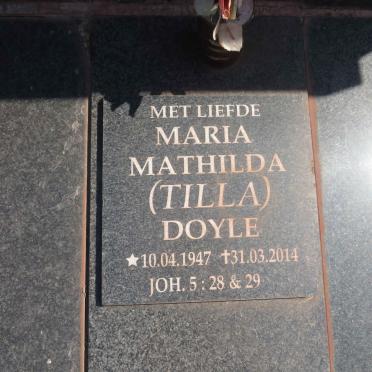 MET LIEFDE
MARIA
MATHILDA
(TILLA)
DOYLE
★10.04.1947 ✝31.03.2014
JOH. 5 : 28 & 29